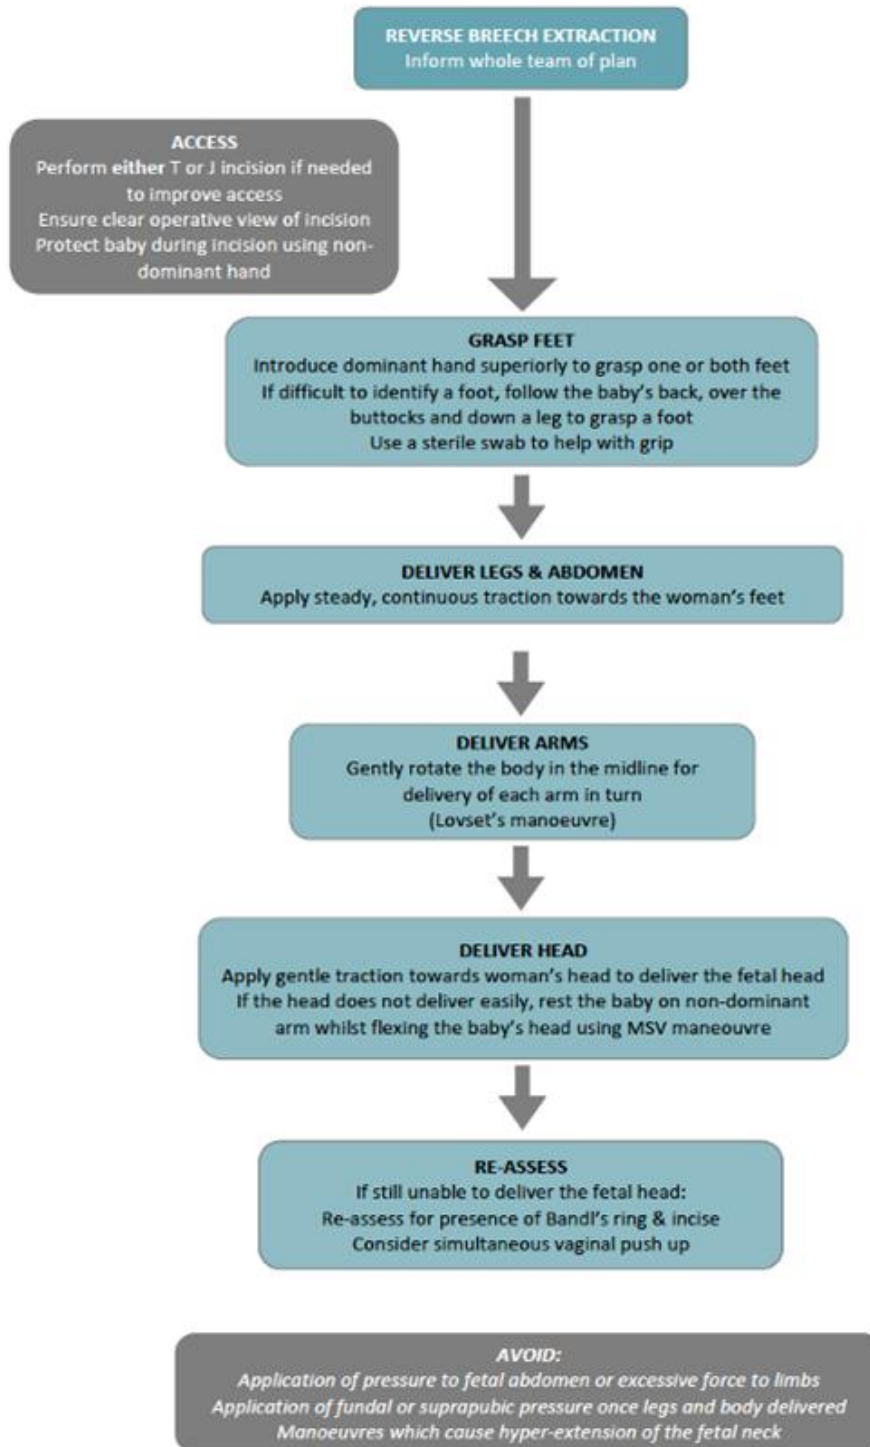 REVERSE BREECH EXTRACTION
Inform whole team of plan
ACCESS
Perform either T or J incision if needed
to improve access
Ensure clear operative view of incision
Protect baby during incision using non-
dominant hand
GRASP FEET
Introduce dominant hand superiorly to grasp one or both feet
If difficult to identify a foot, follow the baby's back, over the
buttocks and down a leg to grasp a foot
Use a sterile swab to help with grip
DELIVER LEGS & ABDOMEN
Apply steady, continuous traction towards the woman's feet
DELIVER ARMS
Gently rotate the body in the midline for
delivery of each arm in turn
(Lovset's manoeuvre)
DELIVER HEAD
Apply gentle traction towards woman's head to deliver the fetal head
If the head does not deliver easily, rest the baby on non-dominant
arm whilst flexing the baby's head using MSV maneouvre
RE-ASSESS
If still unable to deliver the fetal head:
Re-assess for presence of Bandl's ring & incise
Consider simultaneous vaginal push up
AVOID:
Application of pressure to fetal abdomen or excessive force to limbs
Application of fundal or suprapubic pressure once legs and body delivered
Manoeuvres which cause hyper-extension of the fetal neck